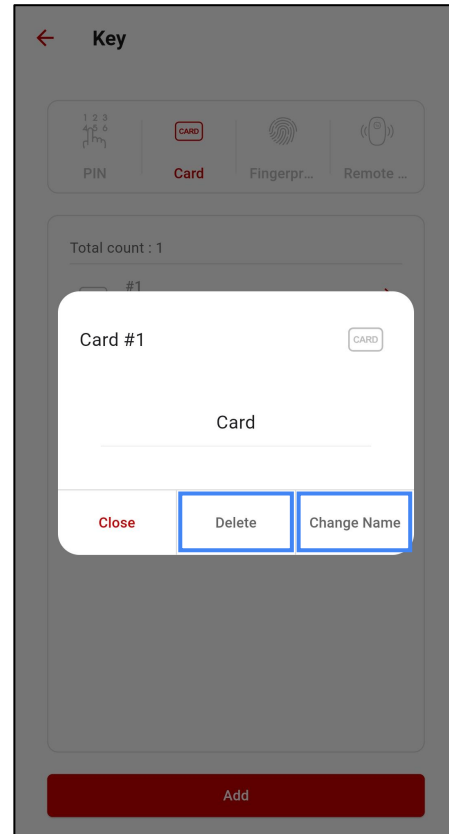 Key
1 2 3
4 5 6
CARD
PIN
Card
Fingerpr...
Remote ...
Total count : 1
#1
Card #1
CARD
Card
Close
Delete
Change Name
Add